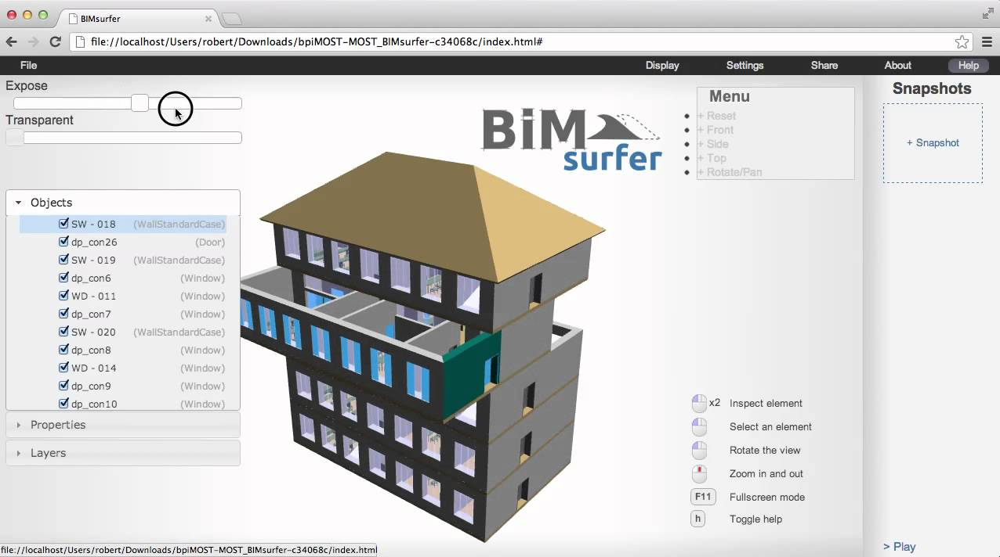 BIMsurfer
file://localhost/Users/robert/Downloads/bpiMOST-MOST_BIMsurfer-c34068c/index.html#
File Display Settings Share About Help
Expose
Transparent
Objects
SW - 018 (WallStandardCase)
dp_con26 (Door)
SW - 019 (WallStandardCase)
dp_con6 (Window)
WD - 011 (Window)
dp_con7 (Window)
SW - 020 (WallStandardCase)
dp_con8 (Window)
WD - 014 (Window)
dp_con9 (Window)
dp_con10 (Window)
Properties
Layers
BiM
surfer
Menu
+ Reset
+ Front
+ Side
+ Top
+ Rotate/Pan
x2 Inspect element
Select an element
Rotate the view
Zoom in and out
F11 Fullscreen mode
h Toggle help
Snapshots
+ Snapshot
> Play
file://localhost/Users/robert/Downloads/bpiMOST-MOST_BIMsurfer-c34068c/index.html